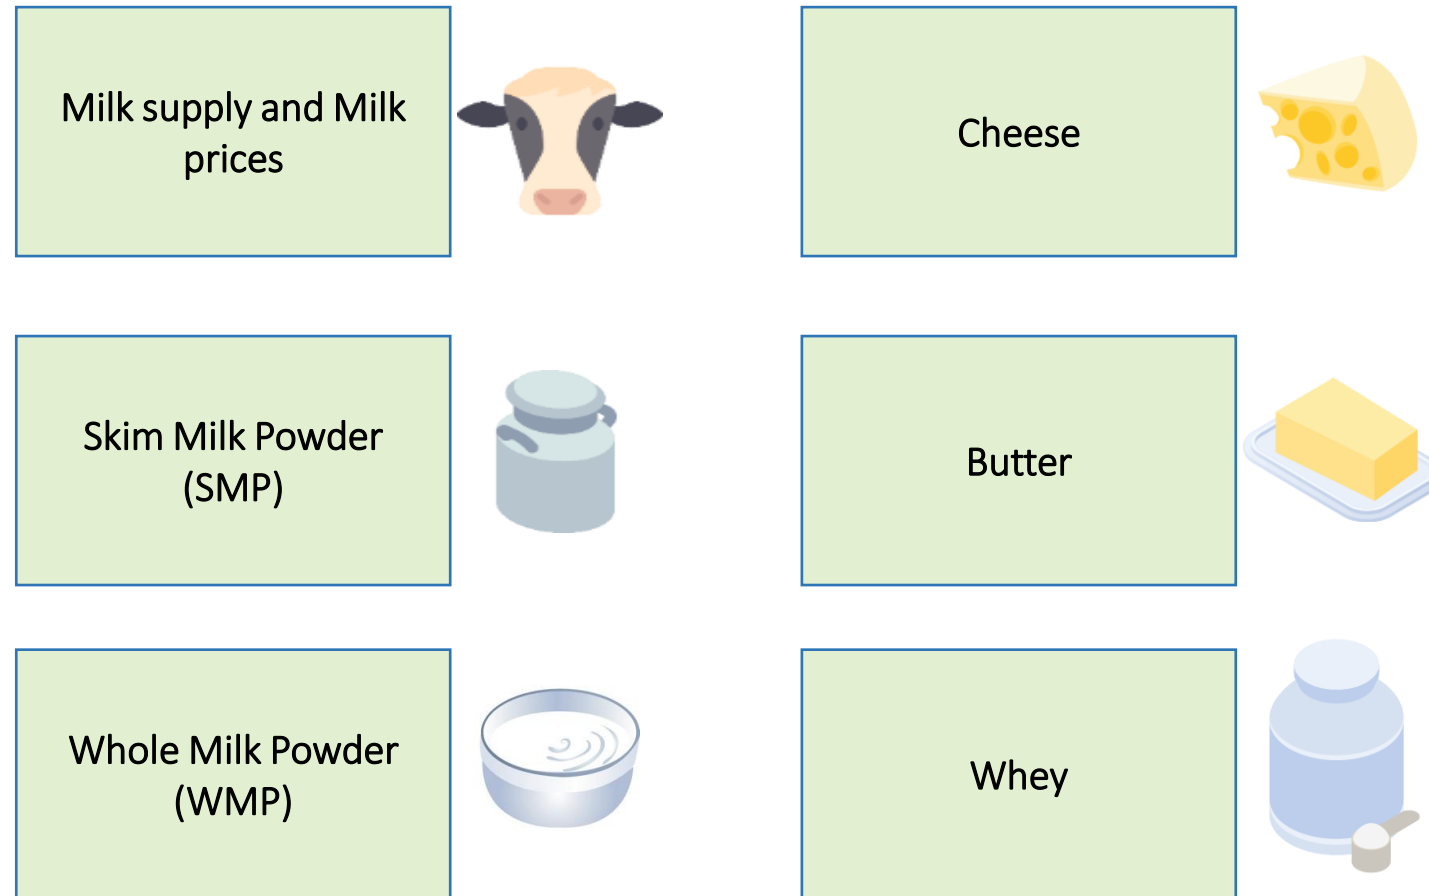 Milk supply and Milk
prices
Cheese
Skim Milk Powder
(SMP)
Butter
Whole Milk Powder
(WMP)
Whey